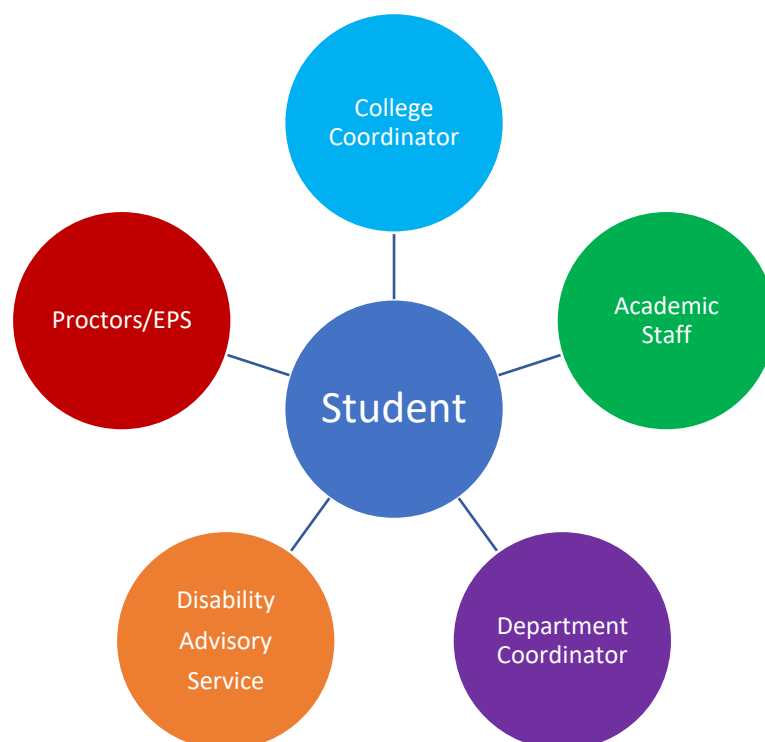 College
Coordinator
Proctors/EPS
Academic
Staff
Student
Disability
Advisory
Service
Department
Coordinator